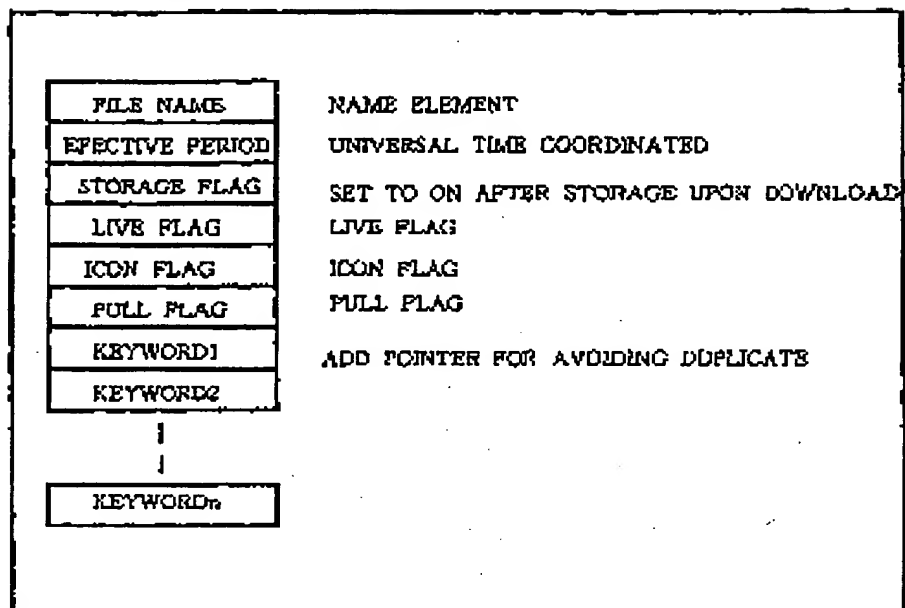 FILE NAME NAME ELEMENT
EFECTIVE PERIOD UNIVERSAL TIME COORDINATED
STORAGE FLAG SET TO ON AFTER STORAGE UPON DOWNLOAD
LIVE FLAG LIVE FLAG
ICON FLAG ICON FLAG
PULL FLAG PULL FLAG
KEYWORD1 ADD POINTER FOR AVOIDING DUPLICATE
KEYWORD2
KEYWORDn